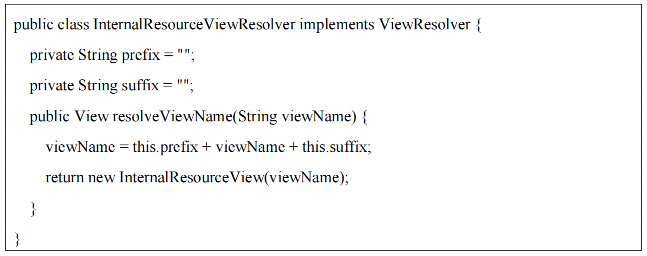 public class InternalResourceViewResolver implements ViewResolver {
private String prefix = "";
private String suffix = "";
public View resolveViewName(String viewName) {
viewName = this.prefix + viewName + this.suffix;
return new InternalResourceView(viewName);
}
}